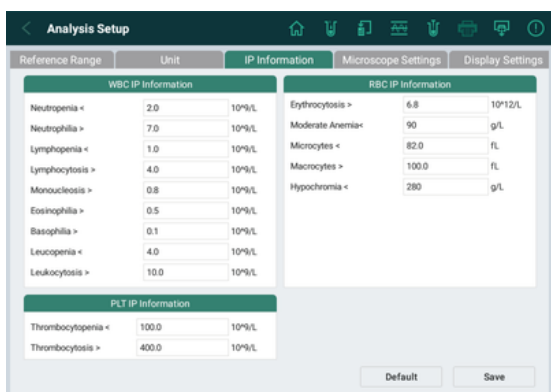 Analysis Setup
Reference Range Unit IP Information Microscope Settings Display Settings
WBC IP Information
Neutropenia < 2.0 10^9/L
Neutrophilia > 7.0 10^9/L
Lymphopenia < 1.0 10^9/L
Lymphocytosis > 4.0 10^9/L
Monoucleosis > 0.8 10^9/L
Eosinophilia > 0.5 10^9/L
Basophilia > 0.1 10^9/L
Leucopenia < 4.0 10^9/L
Leukocytosis > 10.0 10^9/L
RBC IP Information
Erythrocytosis > 6.8 10^12/L
Moderate Anemia< 90 g/L
Microcytes < 82.0 fL
Macrocytes > 100.0 fL
Hypochromia < 280 g/L
PLT IP Information
Thrombocytopenia < 100.0 10^9/L
Thrombocytosis > 400.0 10^9/L
Default Save